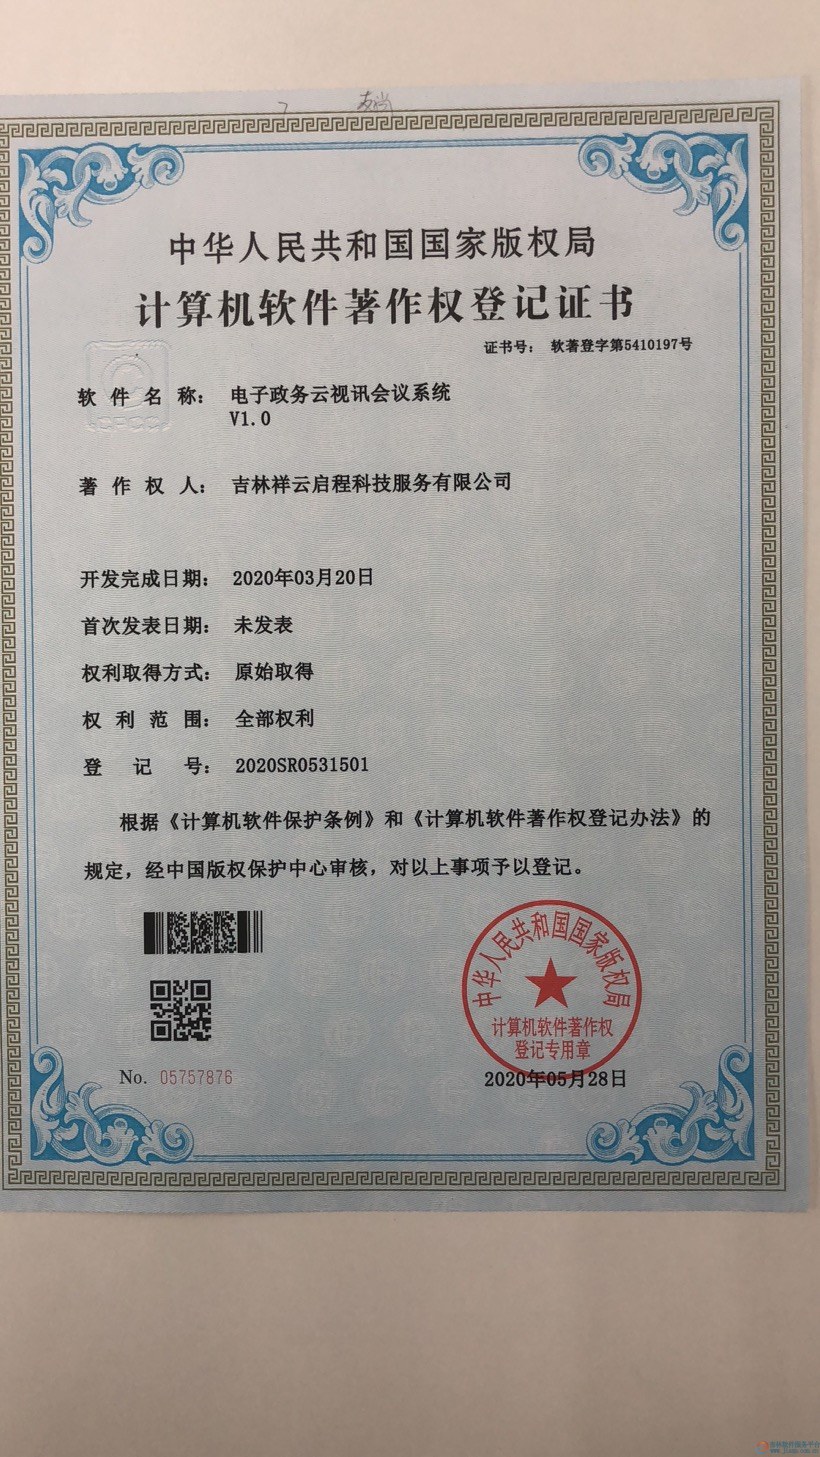 中华人民共和国国家版权局
计算机软件著作权登记证书
证书号： 软著登字第5410197号
软件名称： 电子政务云视讯会议系统
V1.0
著作权人： 吉林祥云启程科技服务有限公司
开发完成日期： 2020年03月20日
首次发表日期： 未发表
权利取得方式： 原始取得
权利范围： 全部权利
登记号： 2020SR0531501
根据《计算机软件保护条例》和《计算机软件著作权登记办法》的
规定，经中国版权保护中心审核，对以上事项予以登记。
中华人民共和国国家版权局
计算机软件著作权
登记专用章
No. 05757876
2020年05月28日